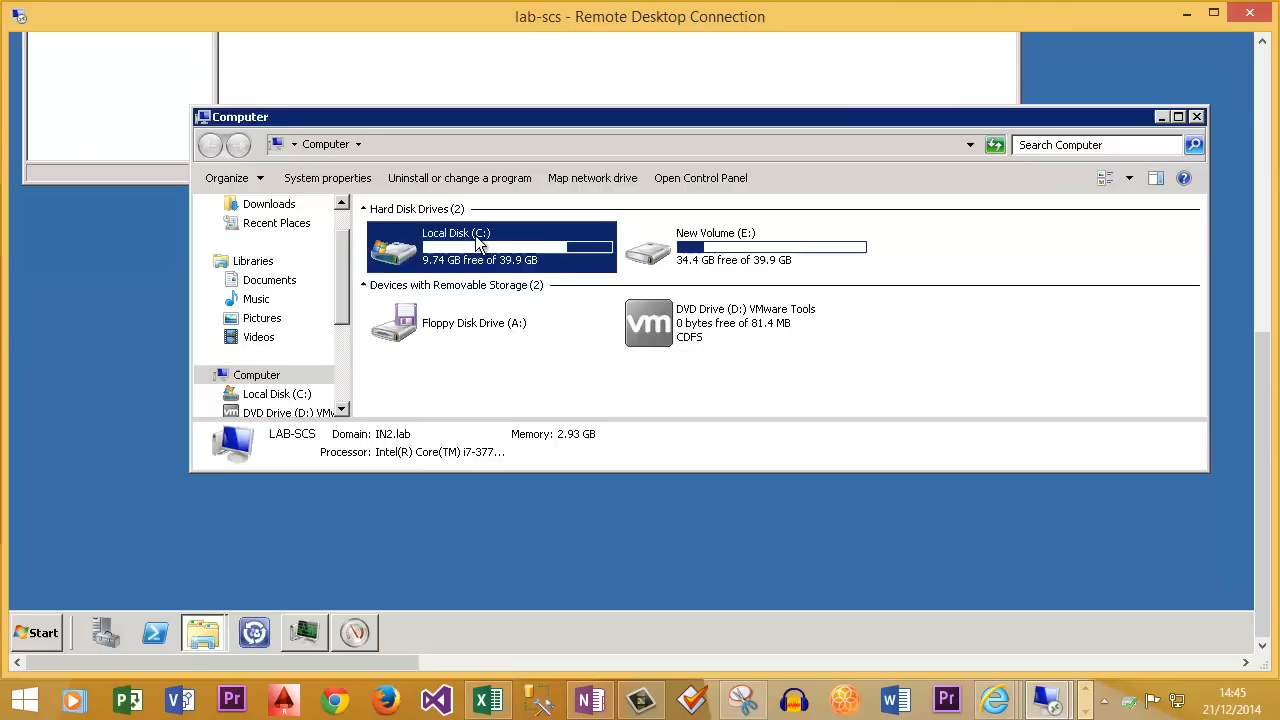 lab-scs - Remote Desktop Connection
Computer
Computer
Search Computer
Organize
System properties
Uninstall or change a program
Map network drive
Open Control Panel
Downloads
Recent Places
Libraries
Documents
Music
Pictures
Videos
Computer
Local Disk (C:)
DVD Drive (D:) VMw
Hard Disk Drives (2)
Local Disk (C:)
9.74 GB free of 39.9 GB
New Volume (E:)
34.4 GB free of 39.9 GB
Devices with Removable Storage (2)
Floppy Disk Drive (A:)
vm
DVD Drive (D:) VMware Tools
0 bytes free of 81.4 MB
CDFS
LAB-SCS
Domain: IN2.lab
Memory: 2.93 GB
Processor: Intel(R) Core(TM) i7-377...
Start
14:45
21/12/2014